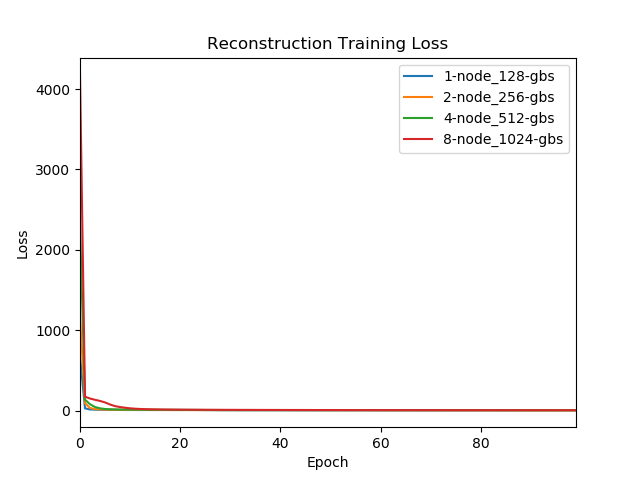 Reconstruction Training Loss
1-node_128-gbs
2-node_256-gbs
4-node_512-gbs
8-node_1024-gbs
4000
3000
2000
1000
0
Loss
0 20 40 60 80
Epoch